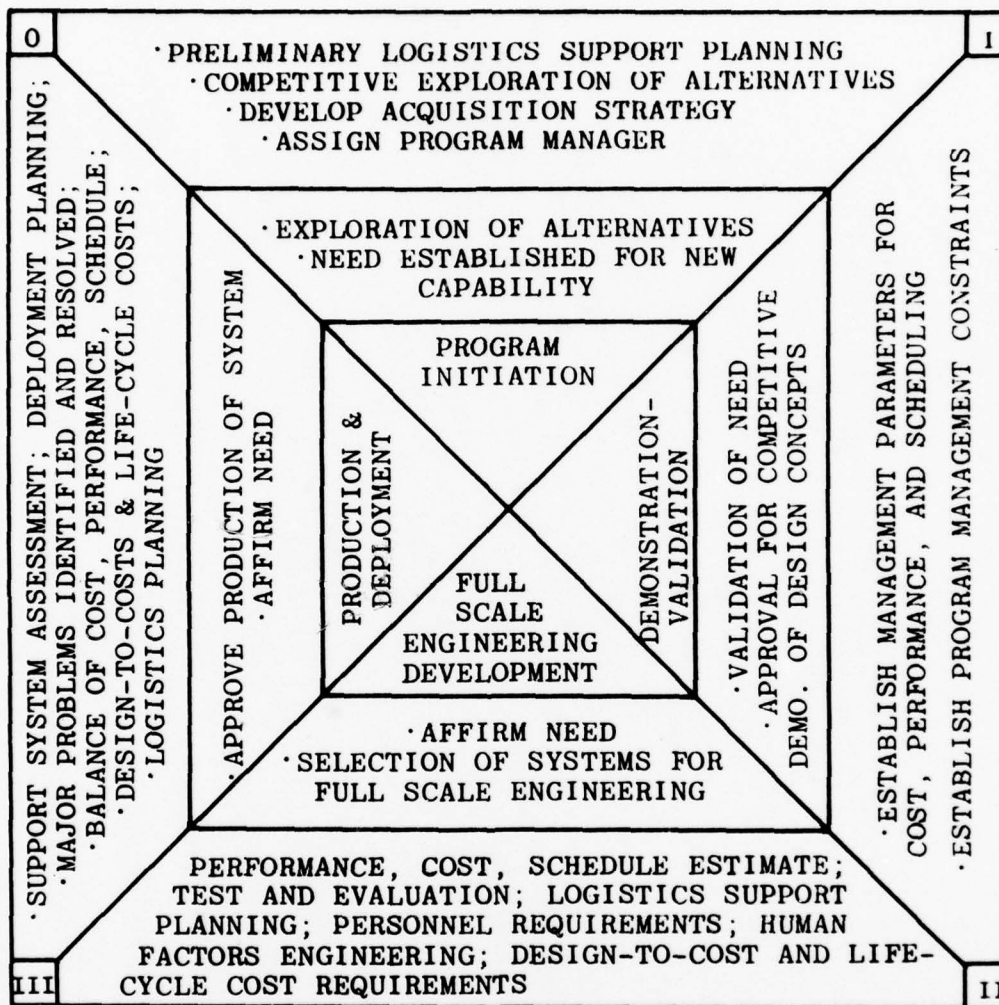 O
I
·PRELIMINARY LOGISTICS SUPPORT PLANNING
·COMPETITIVE EXPLORATION OF ALTERNATIVES
·DEVELOP ACQUISITION STRATEGY
·ASSIGN PROGRAM MANAGER
·EXPLORATION OF ALTERNATIVES
·NEED ESTABLISHED FOR NEW
CAPABILITY
PROGRAM
INITIATION
·SUPPORT SYSTEM ASSESSMENT; DEPLOYMENT PLANNING;
·MAJOR PROBLEMS IDENTIFIED AND RESOLVED;
·BALANCE OF COST, PERFORMANCE, SCHEDULE;
·DESIGN-TO-COSTS & LIFE-CYCLE COSTS;
·LOGISTICS PLANNING
·APPROVE PRODUCTION OF SYSTEM
·AFFIRM NEED
PRODUCTION &
DEPLOYMENT
DEMONSTRATION-
VALIDATION
·VALIDATION OF NEED
·APPROVAL FOR COMPETITIVE
DEMO. OF DESIGN CONCEPTS
·ESTABLISH MANAGEMENT PARAMETERS FOR
COST, PERFORMANCE, AND SCHEDULING
·ESTABLISH PROGRAM MANAGEMENT CONSTRAINTS
FULL
SCALE
ENGINEERING
DEVELOPMENT
·AFFIRM NEED
·SELECTION OF SYSTEMS FOR
FULL SCALE ENGINEERING
PERFORMANCE, COST, SCHEDULE ESTIMATE;
TEST AND EVALUATION; LOGISTICS SUPPORT
PLANNING; PERSONNEL REQUIREMENTS; HUMAN
FACTORS ENGINEERING; DESIGN-TO-COST AND LIFE-
CYCLE COST REQUIREMENTS
III
II